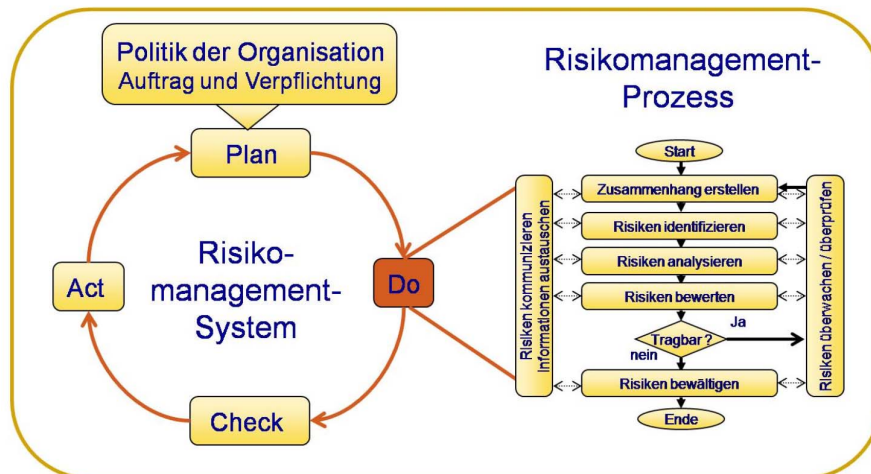 Politik der Organisation
Auftrag und Verpflichtung
Plan
Do
Check
Act
Risiko-
management-
System
Risikomanagement-
Prozess
Start
Zusammenhang erstellen
Risiken identifizieren
Risiken analysieren
Risiken bewerten
Tragbar ?
Ja
nein
Risiken bewältigen
Ende
Risiken kommunizieren
Informationen austauschen
Risiken überwachen / überprüfen